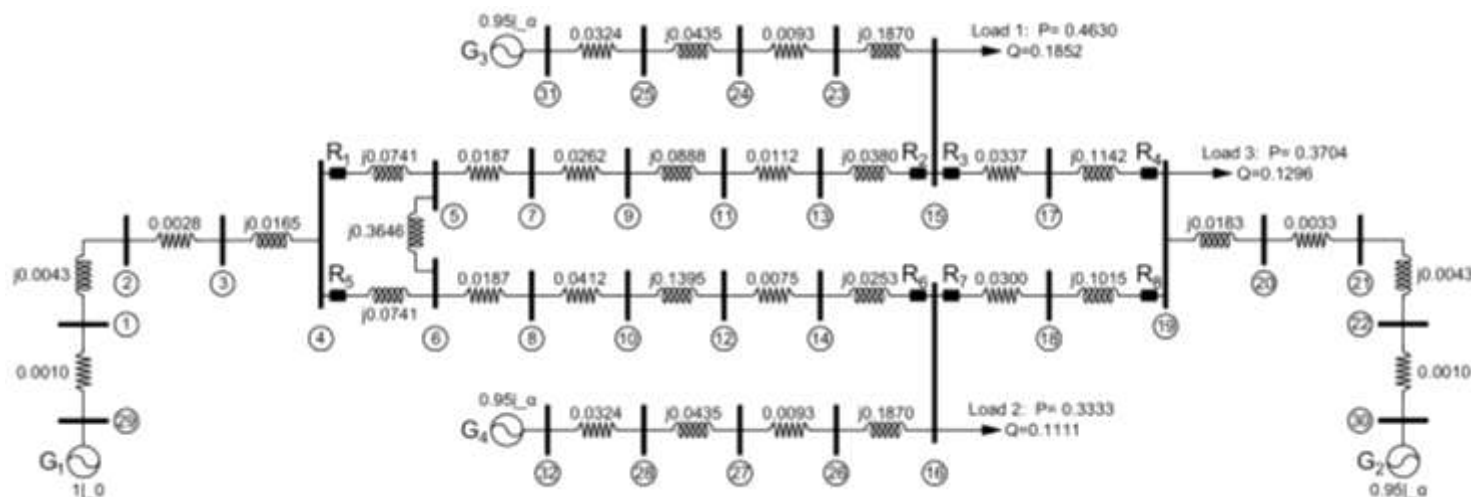 0.95|_α
G3
0.0324
j0.0435
0.0093
j0.1870
Load 1: P= 0.4630
Q=0.1852
31
25
24
23
R1
j0.0741
0.0187
0.0262
j0.0888
0.0112
j0.0380
R2
R3
0.0337
j0.1142
R4
Load 3: P= 0.3704
Q=0.1296
5
7
9
11
13
15
17
0.0028
j0.0165
j0.3646
j0.0163
0.0033
j0.0043
2
3
20
21
j0.0043
R5
j0.0741
0.0187
0.0412
j0.1395
0.0075
j0.0253
R6
R7
0.0300
j0.1015
R8
1
4
6
8
10
12
14
18
19
22
0.0010
0.0010
29
30
G1
1|_0
G2
0.95|_α
0.95|_α
G4
0.0324
j0.0435
0.0093
j0.1870
Load 2: P= 0.3333
Q=0.1111
32
28
27
26
16